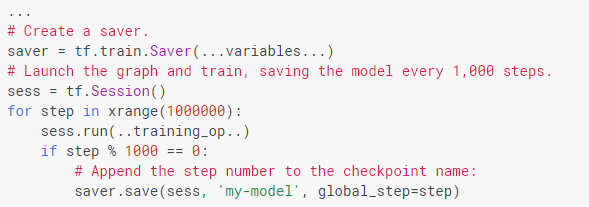 ...
# Create a saver.
saver = tf.train.Saver(...variables...)
# Launch the graph and train, saving the model every 1,000 steps.
sess = tf.Session()
for step in xrange(1000000):
    sess.run(..training_op..)
    if step % 1000 == 0:
        # Append the step number to the checkpoint name:
        saver.save(sess, 'my-model', global_step=step)